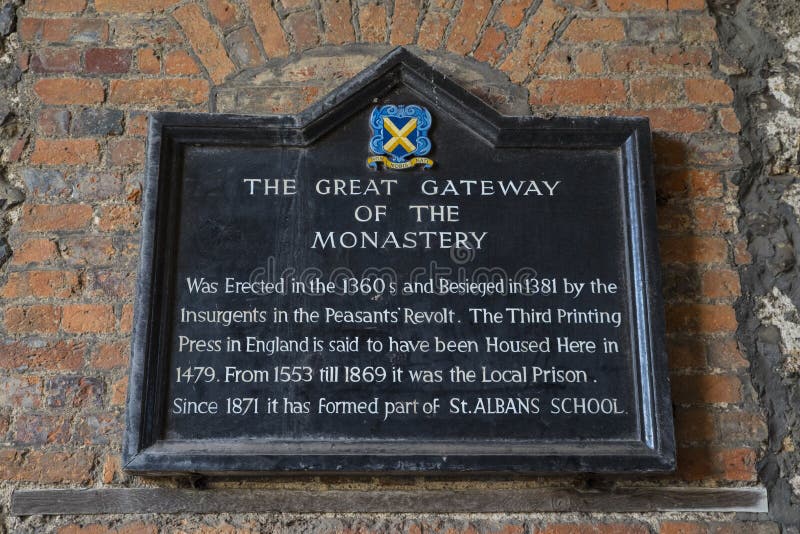 THE GREAT GATEWAY
OF THE
MONASTERY
Was Erected in the 1360s and Besieged in 1381 by the
Insurgents in the Peasants' Revolt. The Third Printing
Press in England is said to have been Housed Here in
1479. From 1553 till 1869 it was the Local Prison.
Since 1871 it has formed part of St. ALBANS SCHOOL.